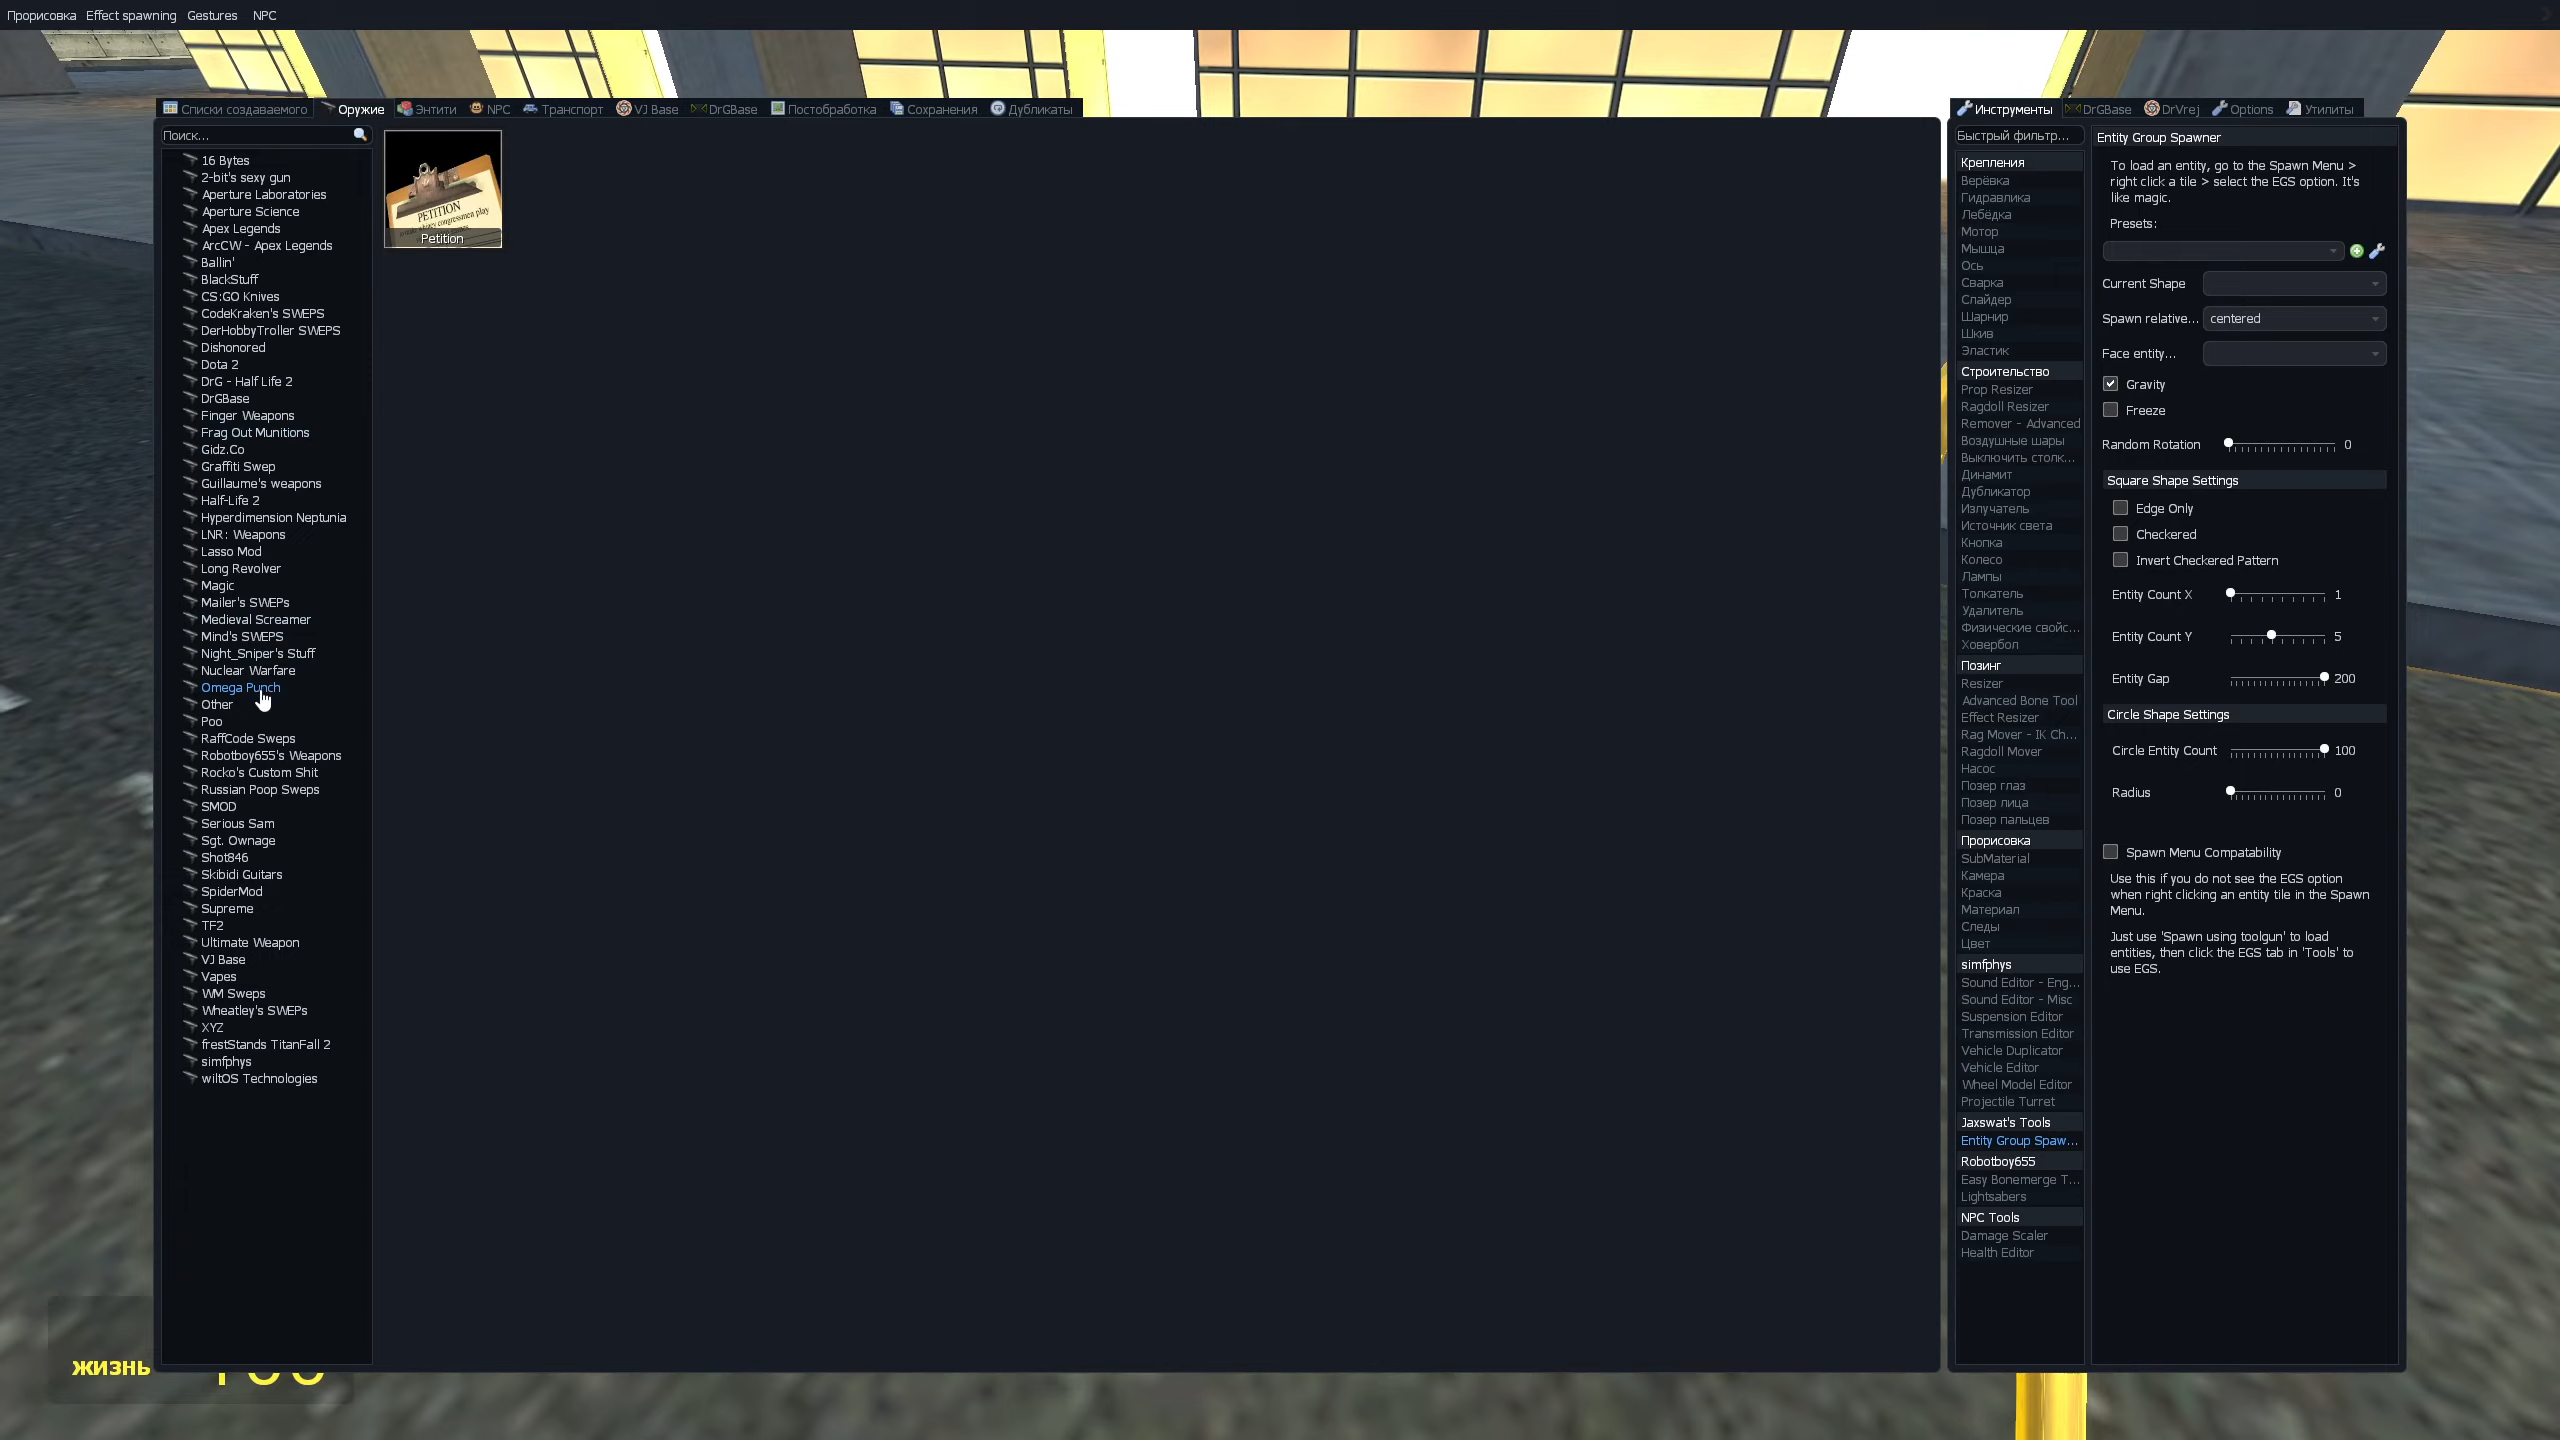 Прорисовка Effect spawning Gestures NPC
Списки создаваемого Оружие Энтити NPC Транспорт VJ Base DrGBase Постобработка Сохранения Дубликаты
Поиск...
16 Bytes
2-bit's sexy gun
Aperture Laboratories
Aperture Science
Apex Legends
ArcCW - Apex Legends
Ballin'
BlackStuff
CS:GO Knives
CodeKraken's SWEPS
DerHobbyTroller SWEPS
Dishonored
Dota 2
DrG - Half Life 2
DrGBase
Finger Weapons
Frag Out Munitions
Gidz.Co
Graffiti Swep
Guillaume's weapons
Half-Life 2
Hyperdimension Neptunia
LNR: Weapons
Lasso Mod
Long Revolver
Magic
Mailer's SWEPs
Medieval Screamer
Mind's SWEPS
Night_Sniper's Stuff
Nuclear Warfare
Omega Punch
Other
Poo
RaffCode Sweps
Robotboy655's Weapons
Rocko's Custom Shit
Russian Poop Sweps
SMOD
Serious Sam
Sgt. Ownage
Shot846
Skibidi Guitars
SpiderMod
Supreme
TF2
Ultimate Weapon
VJ Base
Vapes
WM Sweps
Wheatley's SWEPs
XYZ
frestStands TitanFall 2
simfphys
wiltOS Technologies
PETITION
congressmen play
Petition
Инструменты DrGBase DrVrej Options Утилиты
Быстрый фильтр...
Крепления
Верёвка
Гидравлика
Лебёдка
Мотор
Мышца
Ось
Сварка
Слайдер
Шарнир
Шкив
Эластик
Строительство
Prop Resizer
Ragdoll Resizer
Remover - Advanced
Воздушные шары
Выключить столк...
Динамит
Дубликатор
Излучатель
Источник света
Кнопка
Колесо
Лампы
Толкатель
Удалитель
Физические свойс...
Ховербол
Позинг
Resizer
Advanced Bone Tool
Effect Resizer
Rag Mover - IK Ch...
Ragdoll Mover
Насос
Позер глаз
Позер лица
Позер пальцев
Прорисовка
SubMaterial
Камера
Краска
Материал
Следы
Цвет
simfphys
Sound Editor - Eng...
Sound Editor - Misc
Suspension Editor
Transmission Editor
Vehicle Duplicator
Vehicle Editor
Wheel Model Editor
Projectile Turret
Jaxswat's Tools
Entity Group Spaw...
Robotboy655
Easy Bonemerge T...
Lightsabers
NPC Tools
Damage Scaler
Health Editor
Entity Group Spawner
To load an entity, go to the Spawn Menu >
right click a tile > select the EGS option. It's
like magic.
Presets:
Current Shape
Spawn relative... centered
Face entity...
Gravity
Freeze
Random Rotation 0
Square Shape Settings
Edge Only
Checkered
Invert Checkered Pattern
Entity Count X 1
Entity Count Y 5
Entity Gap 200
Circle Shape Settings
Circle Entity Count 100
Radius 0
Spawn Menu Compatability
Use this if you do not see the EGS option
when right clicking an entity tile in the Spawn
Menu.
Just use 'Spawn using toolgun' to load
entities, then click the EGS tab in 'Tools' to
use EGS.
ЖИЗНЬ